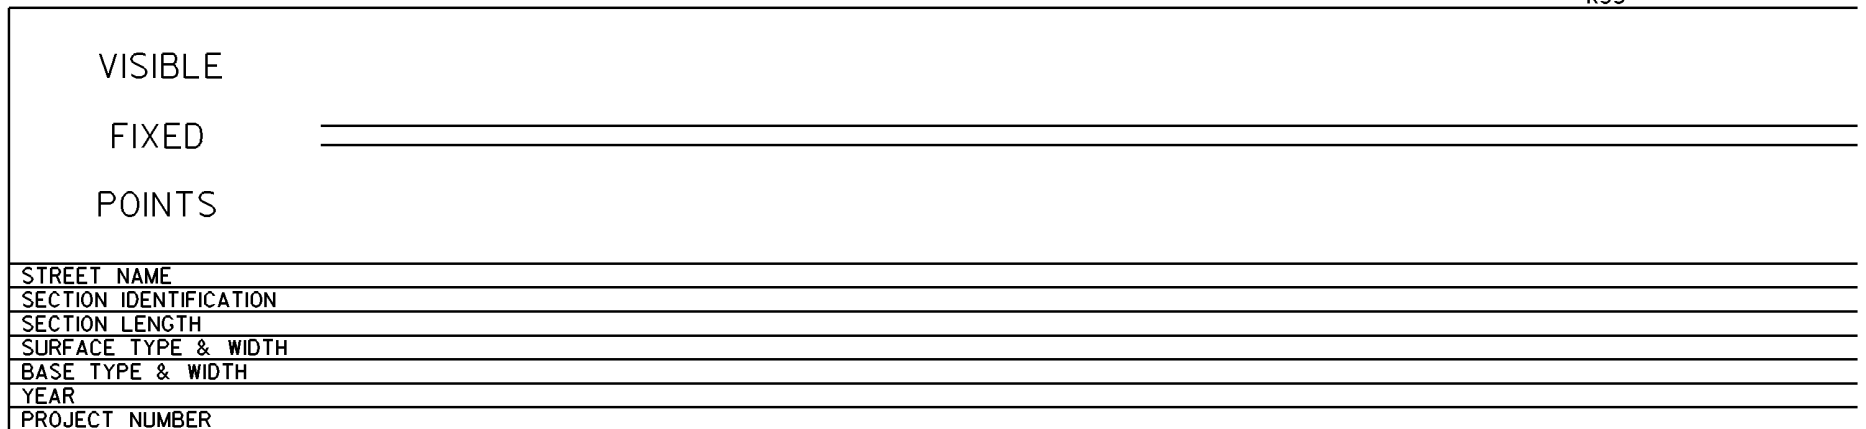 VISIBLE
FIXED
POINTS
STREET NAME
SECTION IDENTIFICATION
SECTION LENGTH
SURFACE TYPE & WIDTH
BASE TYPE & WIDTH
YEAR
PROJECT NUMBER